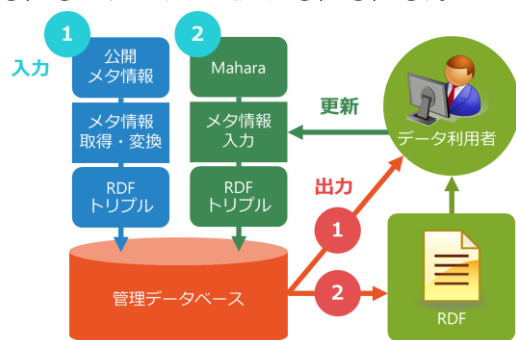 1
2
入力
公開
メタ情報
Mahara
メタ情報
取得・変換
メタ情報
入力
更新
データ利用者
RDF
トリプル
RDF
トリプル
出力
1
管理データベース
2
RDF